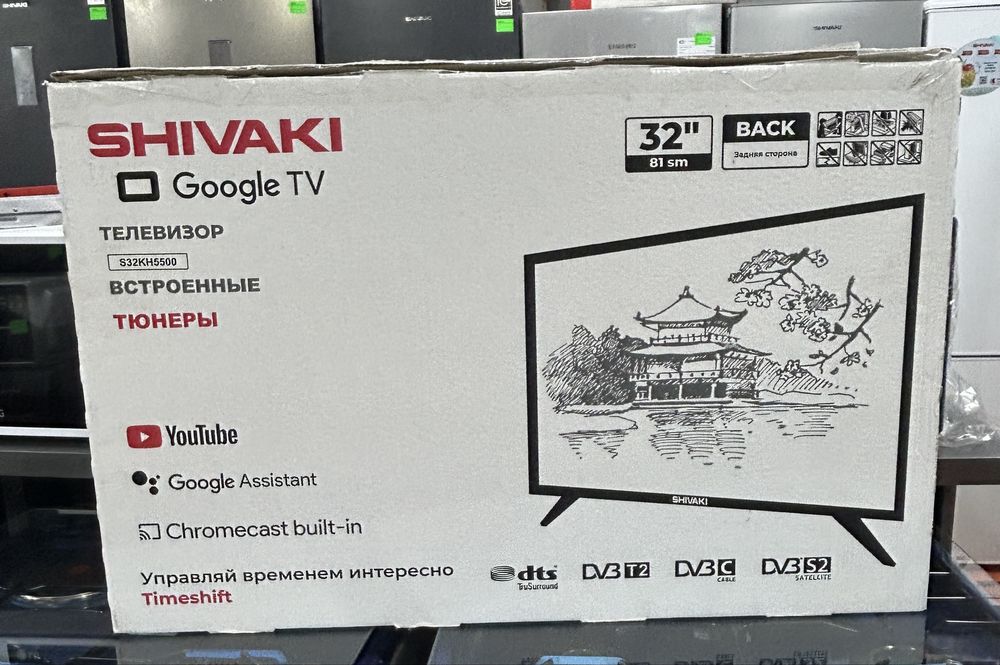 SHIVAKI
Google TV
ТЕЛЕВИЗОР
S32KH5500
ВСТРОЕННЫЕ
ТЮНЕРЫ
YouTube
Google Assistant
Chromecast built-in
Управляй временем интересно
Timeshift
32"
81 sm
BACK
Задняя сторона
SHIVAKI
dts
TruSurround
DVB T2
DVB C
CABLE
DVB S2
SATELLITE